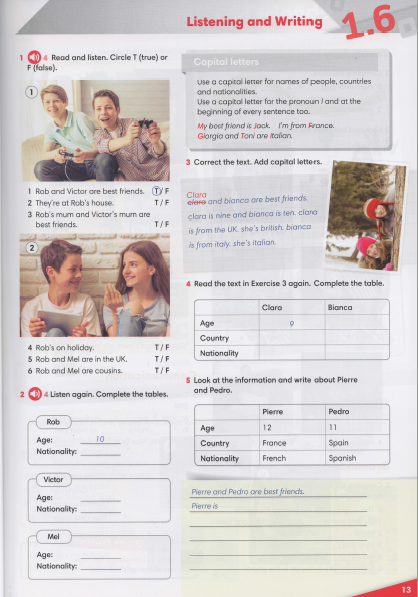 Listening and Writing 1.6
1 4 Read and listen. Circle T (true) or
F (false).
1
1 Rob and Victor are best friends. T / F
2 They're at Rob's house. T / F
3 Rob's mum and Victor's mum are
best friends. T / F
2
4 Rob's on holiday. T / F
5 Rob and Mel are in the UK. T / F
6 Rob and Mel are cousins. T / F
2 4 Listen again. Complete the tables.
Rob
Age: 10
Nationality:
Victor
Age:
Nationality:
Mel
Age:
Nationality:
Capital letters
Use a capital letter for names of people, countries
and nationalities.
Use a capital letter for the pronoun I and at the
beginning of every sentence too.
My best friend is Jack. I'm from France.
Giorgia and Toni are Italian.
3 Correct the text. Add capital letters.
Clara
clara and bianca are best friends.
clara is nine and bianca is ten. clara
is from the UK. she's british. bianca
is from italy. she's italian.
4 Read the text in Exercise 3 again. Complete the table.
Clara Bianca
Age 9
Country
Nationality
5 Look at the information and write about Pierre
and Pedro.
Pierre Pedro
Age 12 11
Country France Spain
Nationality French Spanish
Pierre and Pedro are best friends.
Pierre is
13